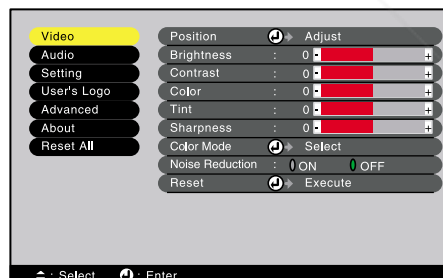 Video
Audio
Setting
User's Logo
Advanced
About
Reset All
Position Adjust
Brightness : 0 - +
Contrast : 0 - +
Color : 0 - +
Tint : 0 - +
Sharpness : 0 - +
Color Mode Select
Noise Reduction : ON OFF
Reset Execute
: Select : Enter